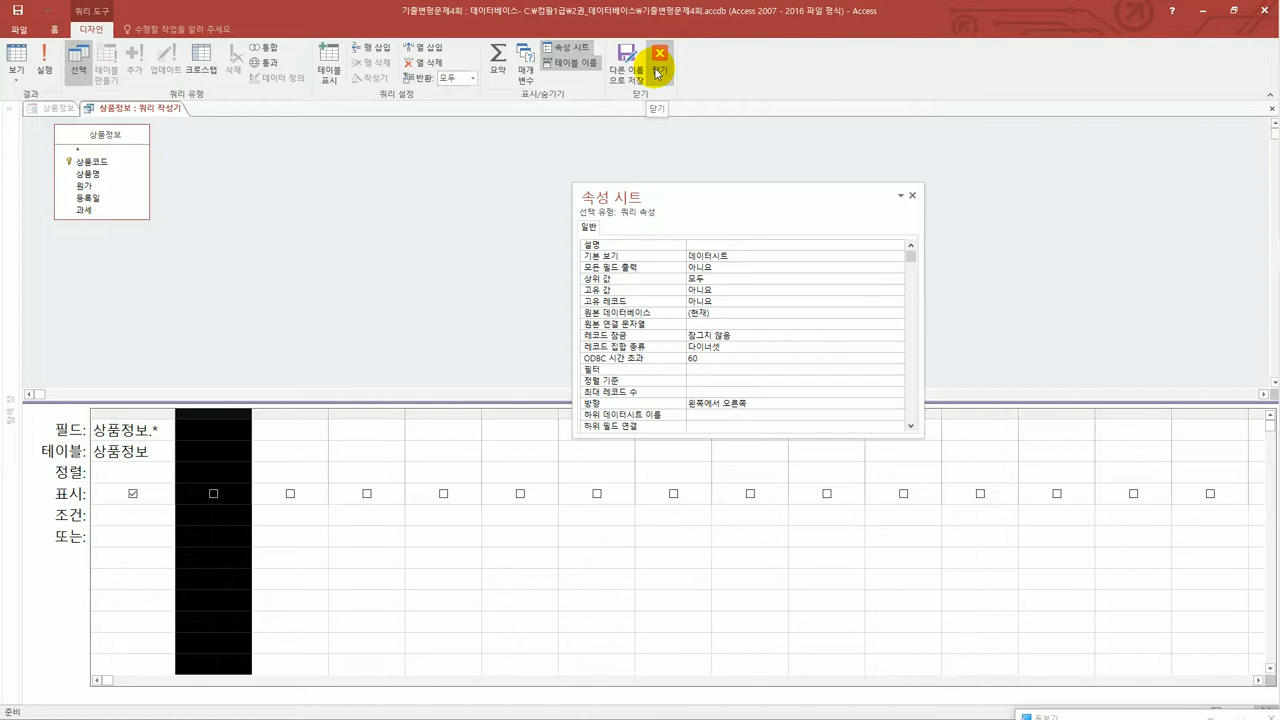 쿼리 도구
기출변형문제4회 : 데이터베이스- C:₩컴활1급₩2권_데이터베이스₩기출변형문제4회.accdb (Access 2007 - 2016 파일 형식) - Access
파일 홈 디자인 수행할 작업을 알려 주세요.
보기 실행 선택 테이블 만들기 추가 업데이트 크로스탭 삭제
통합
통과
데이터 정의
테이블 표시
행 삽입
행 삭제
작성기
열 삽입
열 삭제
반환: 모두
요약 매개 변수
속성 시트
테이블 이름
다른 이름으로 저장 닫기
결과 쿼리 유형 쿼리 설정 표시/숨기기 닫기
상품정보 상품정보 : 쿼리 작성기
닫기
상품정보
*
상품코드
상품명
원가
등록일
과세
속성 시트
선택 유형: 쿼리 속성
일반
설명
기본 보기 데이터시트
모든 필드 출력 아니요
상위 값 모두
고유 값 아니요
고유 레코드 아니요
원본 데이터베이스 (현재)
원본 연결 문자열
레코드 잠금 잠그지 않음
레코드 집합 종류 다이너셋
ODBC 시간 초과 60
필터
정렬 기준
최대 레코드 수
방향 왼쪽에서 오른쪽
하위 데이터시트 이름
하위 필드 연결
필드: 상품정보.*
테이블: 상품정보
정렬:
표시:
조건:
또는:
준비
돋보기